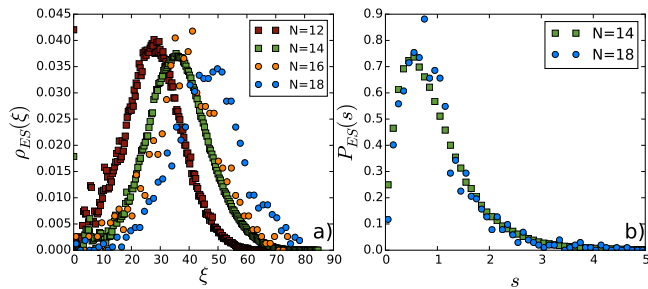 0.045
0.040
0.035
0.030
0.025
0.020
0.015
0.010
0.005
0.000
ρ_ES(ξ)
N=12
N=14
N=16
N=18
a)
0 10 20 30 40 50 60 70 80 90
ξ
0.9
0.8
0.7
0.6
0.5
0.4
0.3
0.2
0.1
0.0
P_ES(s)
N=14
N=18
b)
0 1 2 3 4 5
s